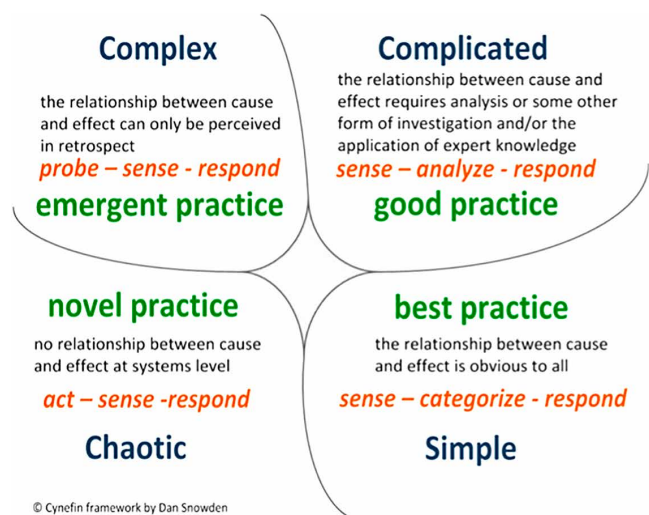 Complex
the relationship between cause
and effect can only be perceived
in retrospect
probe – sense - respond
emergent practice
Complicated
the relationship between cause and
effect requires analysis or some other
form of investigation and/or the
application of expert knowledge
sense – analyze - respond
good practice
novel practice
no relationship between cause
and effect at systems level
act – sense -respond
Chaotic
best practice
the relationship between cause
and effect is obvious to all
sense – categorize - respond
Simple
© Cynefin framework by Dan Snowden